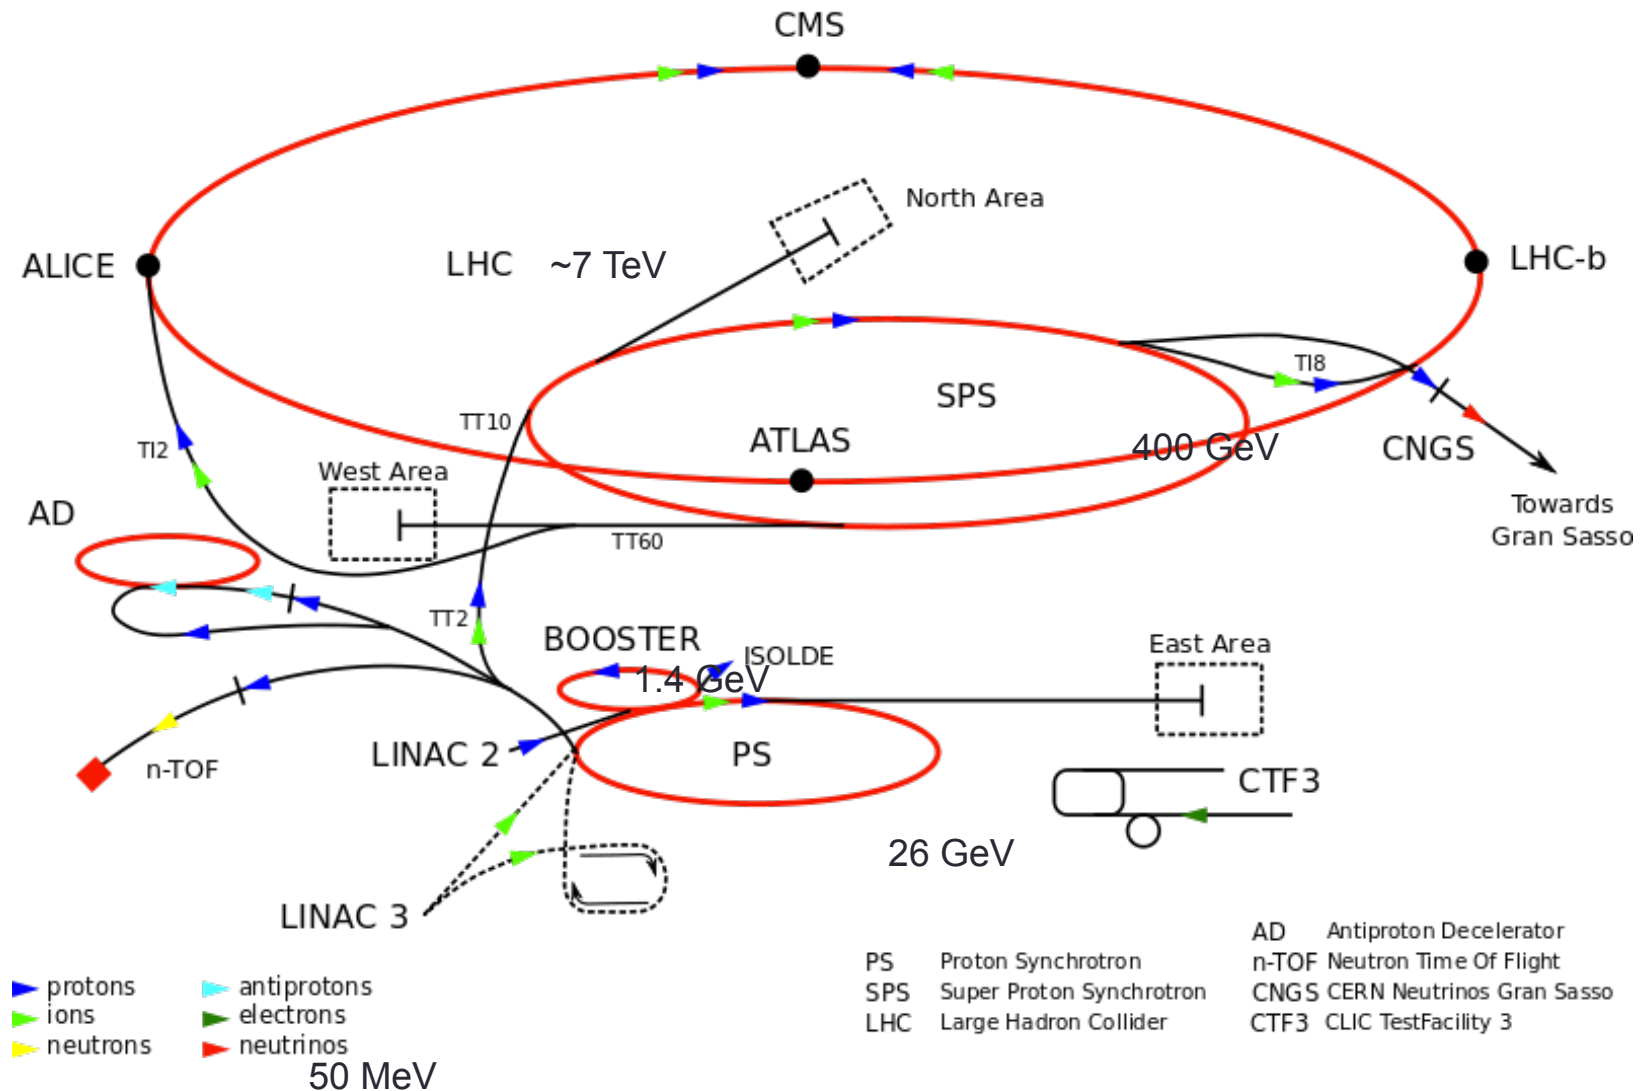 CMS
North Area
ALICE
LHC ~7 TeV
LHC-b
TI8
SPS
TT10
ATLAS
400 GeV
CNGS
TI2
West Area
AD
Towards
Gran Sasso
TT60
TT2
BOOSTER
ISOLDE
1.4 GeV
East Area
LINAC 2
PS
n-TOF
CTF3
26 GeV
LINAC 3
protons
ions
neutrons
antiprotons
electrons
neutrinos
50 MeV
PS Proton Synchrotron
SPS Super Proton Synchrotron
LHC Large Hadron Collider
AD Antiproton Decelerator
n-TOF Neutron Time Of Flight
CNGS CERN Neutrinos Gran Sasso
CTF3 CLIC TestFacility 3